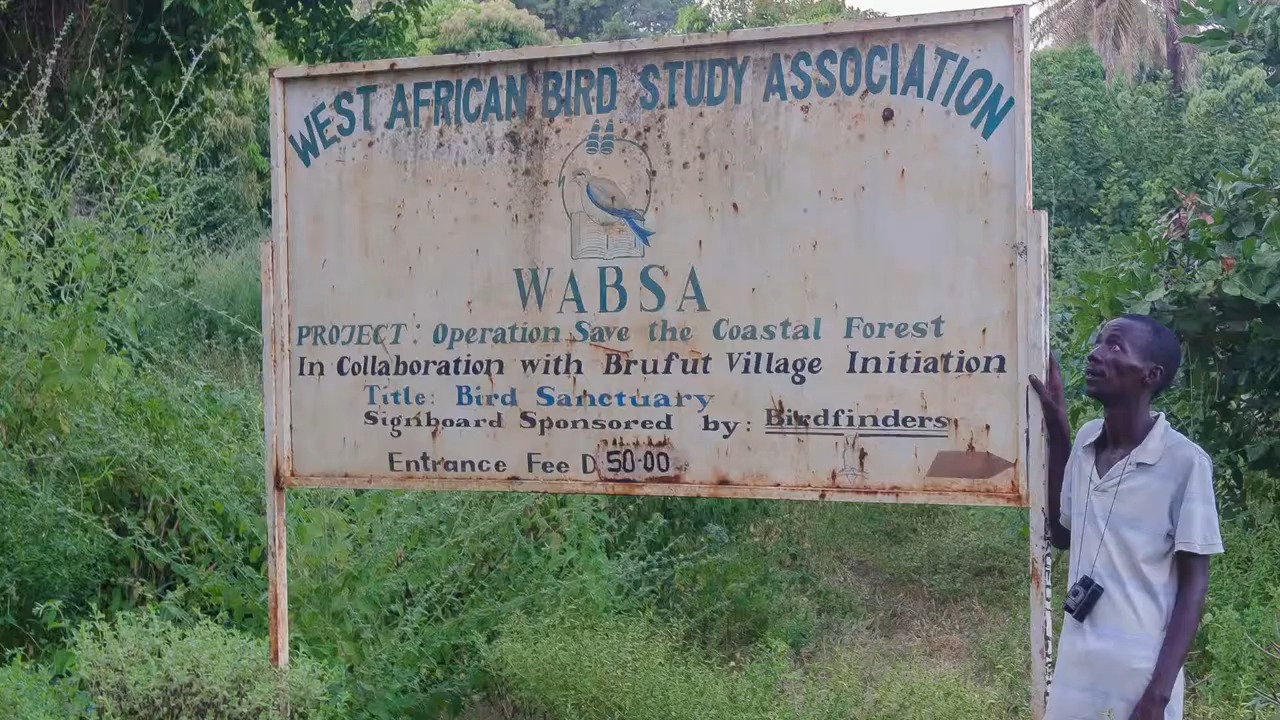 WEST AFRICAN BIRD STUDY ASSOCIATION
WABSA
PROJECT: Operation Save the Coastal Forest
In Collaboration with Brufut Village Initiation
Title: Bird Sanctuary
Signboard Sponsored by: Birdfinders
Entrance Fee D 50.00